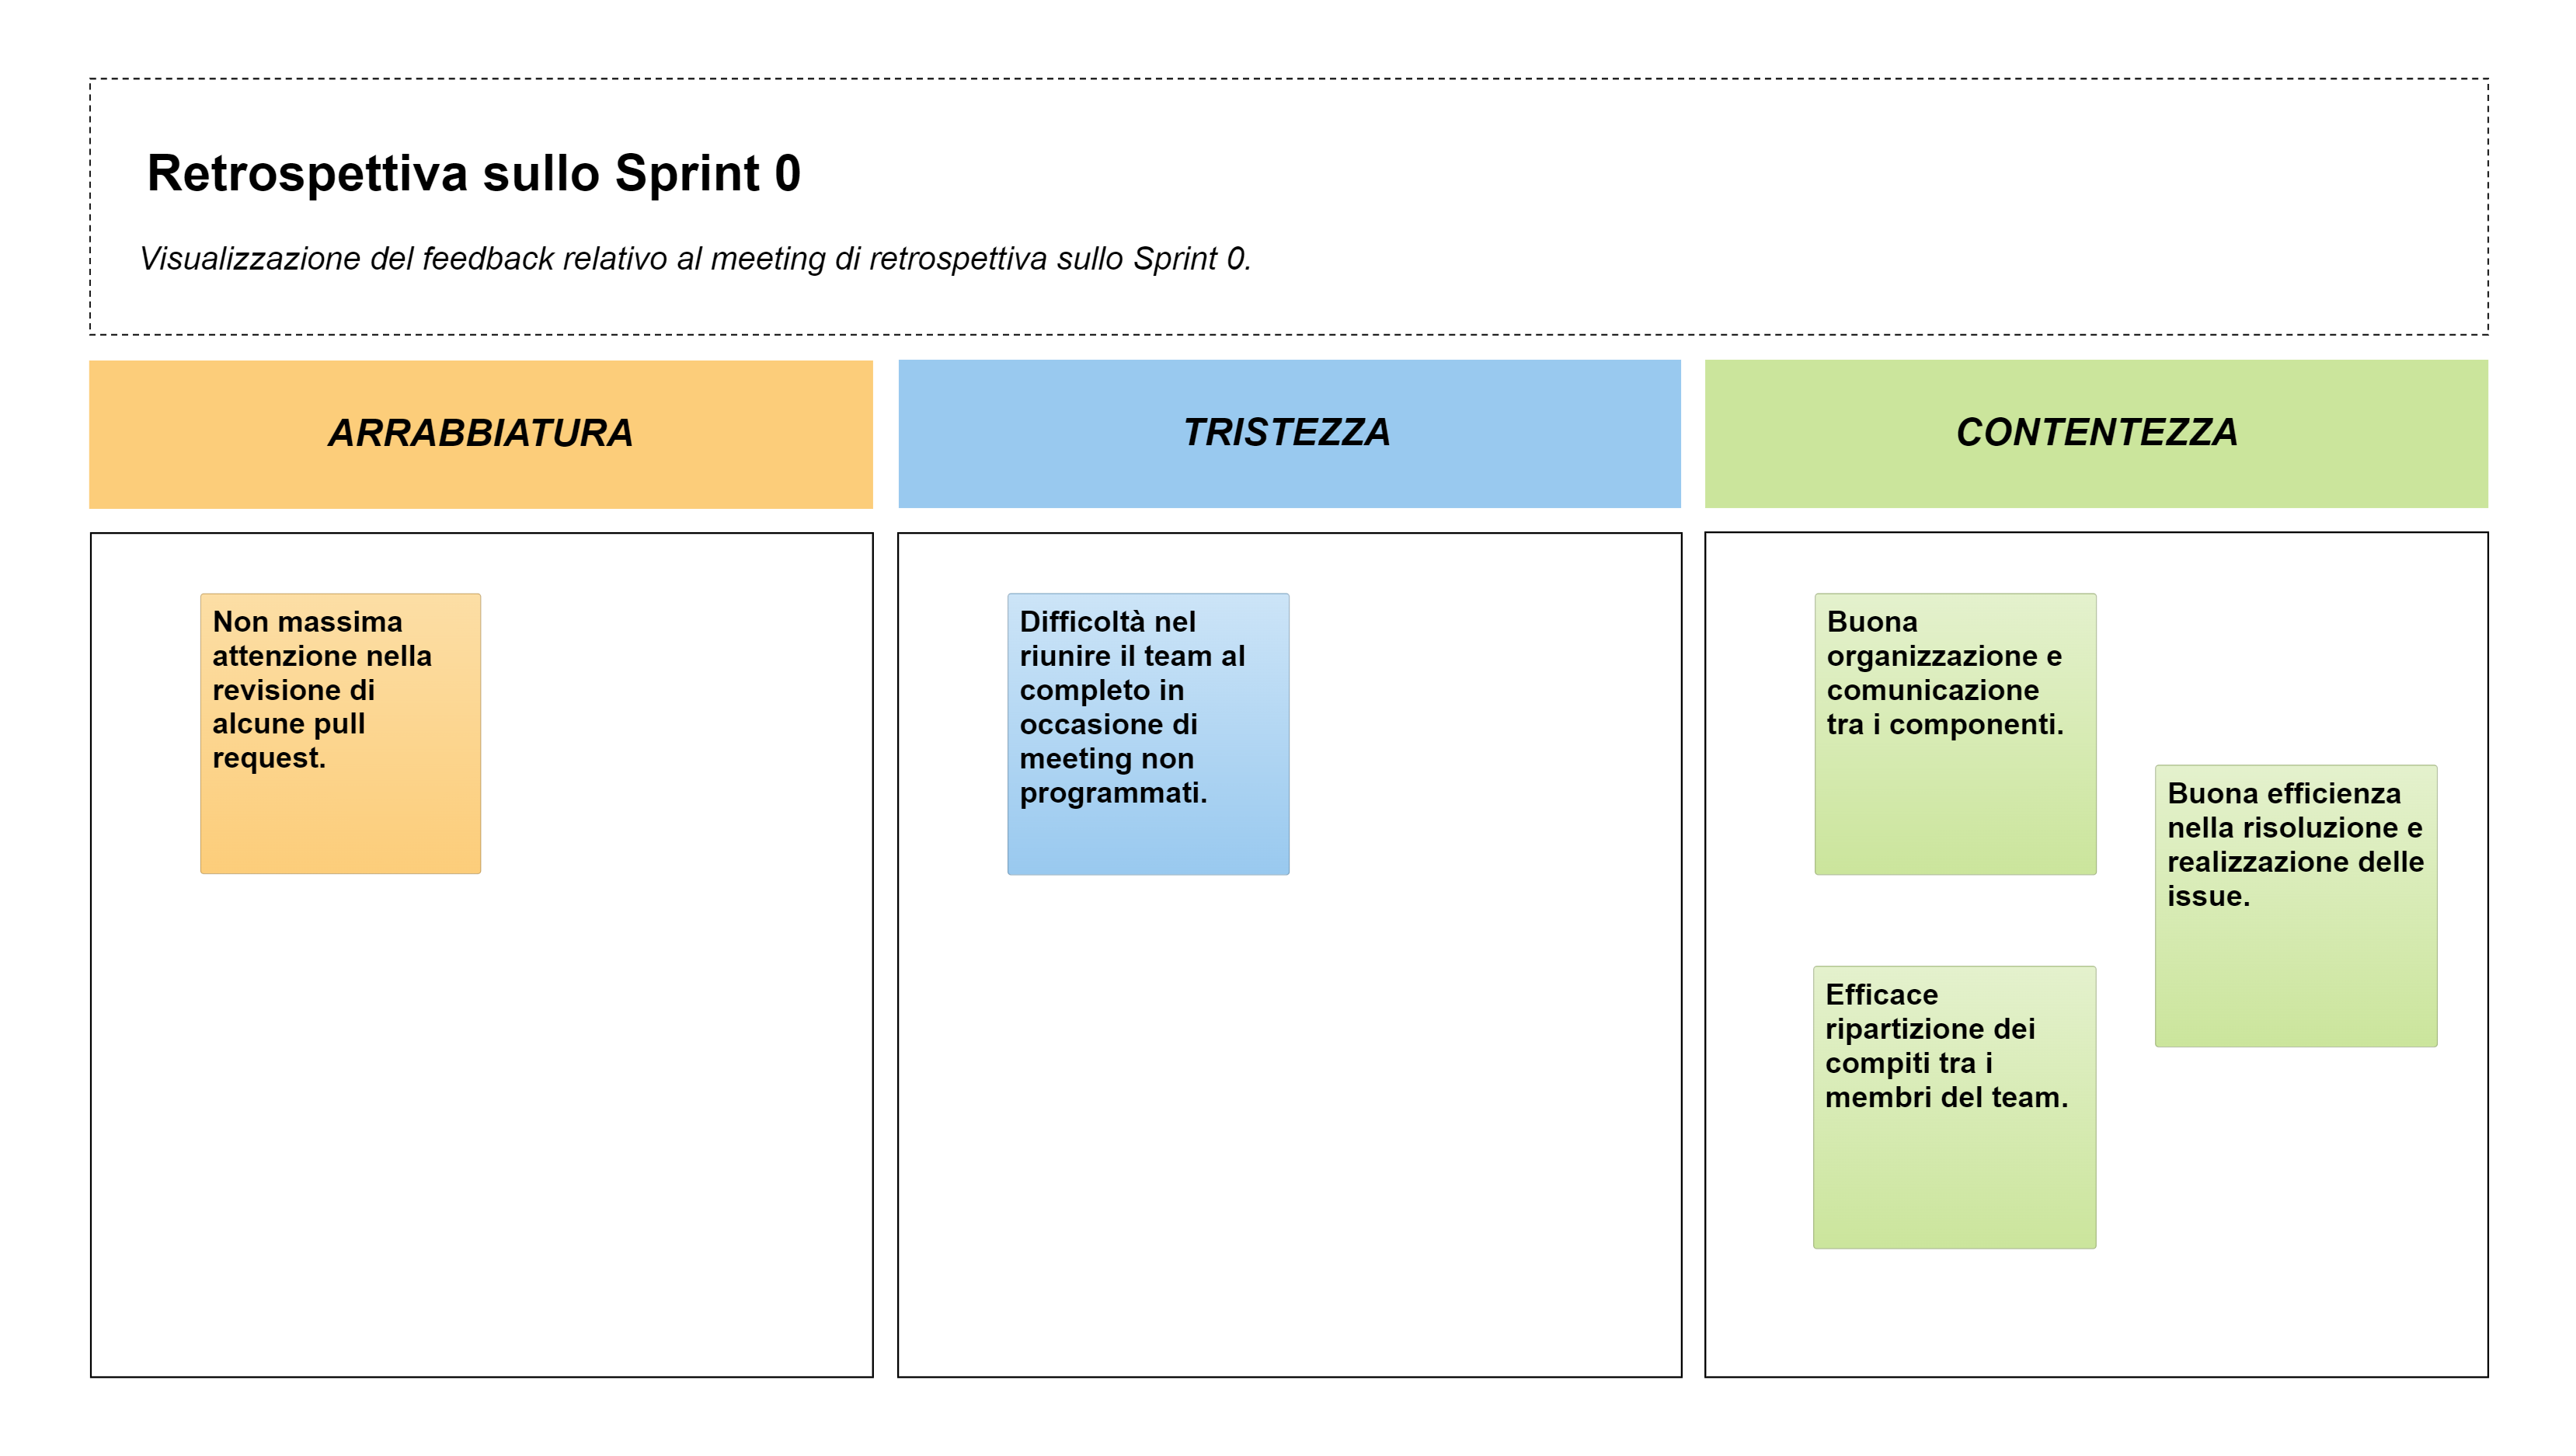 Retrospettiva sullo Sprint 0
Visualizzazione del feedback relativo al meeting di retrospettiva sullo Sprint 0.
ARRABBIATURA
Non massima
attenzione nella
revisione di
alcune pull
request.
TRISTEZZA
Difficoltà nel
riunire il team al
completo in
occasione di
meeting non
programmati.
CONTENTEZZA
Buona
organizzazione e
comunicazione
tra i componenti.
Buona efficienza
nella risoluzione e
realizzazione delle
issue.
Efficace
ripartizione dei
compiti tra i
membri del team.